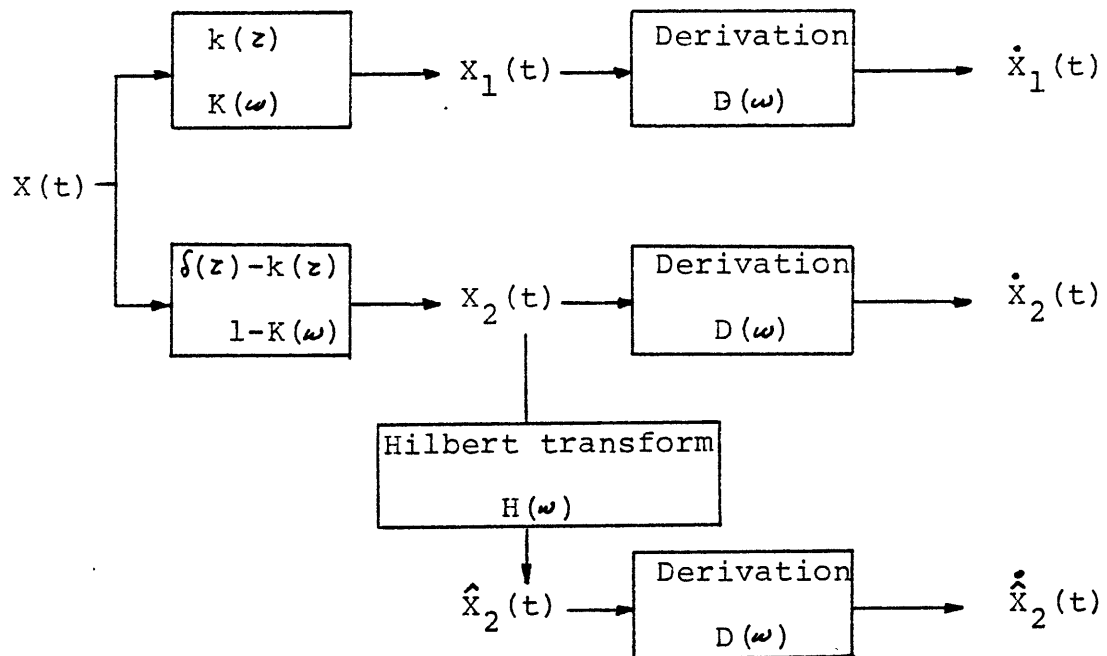 k(τ)
K(ω)
X₁(t)
Derivation
D(ω)
Ẋ₁(t)
X(t)
δ(τ)-k(τ)
1-K(ω)
X₂(t)
Derivation
D(ω)
Ẋ₂(t)
Hilbert transform
H(ω)
X̂₂(t)
Derivation
D(ω)
X̂̇₂(t)